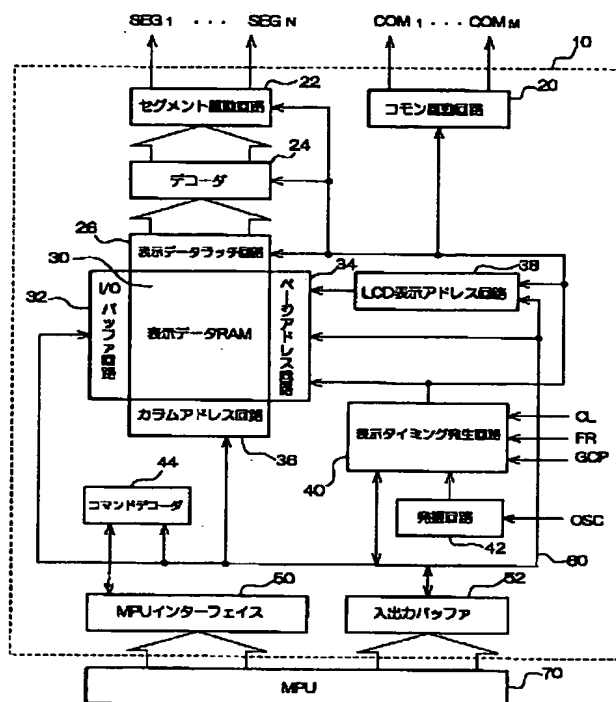 SEG1 ··· SEGN
COM1 ··· COMM
10
22
セグメント駆動回路
コモン駆動回路
20
24
デコーダ
26
表示データラッチ回路
30
32
I/Oバッファ回路
表示データRAM
34
ページアドレス回路
38
LCD表示アドレス回路
カラムアドレス回路
36
表示タイミング発生回路
40
CL
FR
GCP
44
コマンドデコーダ
発振回路
42
OSC
60
50
MPUインターフェイス
52
入出力バッファ
MPU
70